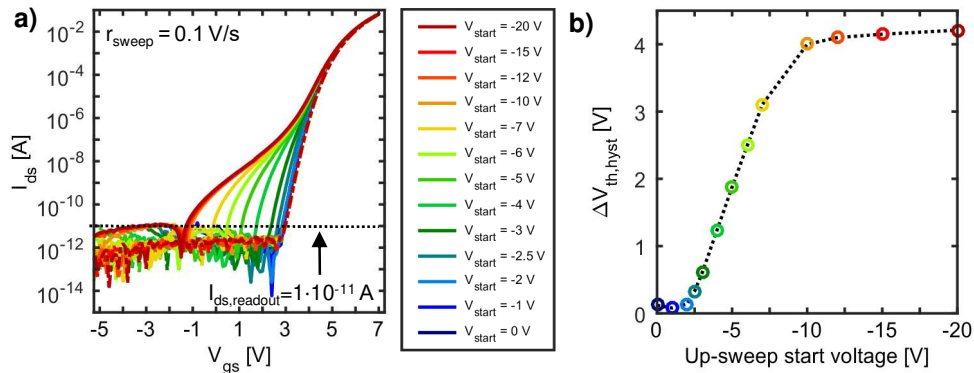 a)
r_sweep = 0.1 V/s
I_ds [A]
10^-2
10^-4
10^-6
10^-8
10^-10
10^-12
10^-14
I_ds,readout=1·10^-11 A
-5 -3 -1 1 3 5 7
V_gs [V]
V_start = -20 V
V_start = -15 V
V_start = -12 V
V_start = -10 V
V_start = -7 V
V_start = -6 V
V_start = -5 V
V_start = -4 V
V_start = -3 V
V_start = -2.5 V
V_start = -2 V
V_start = -1 V
V_start = 0 V
b)
ΔV_th,hyst [V]
4
3
2
1
0
0 -5 -10 -15 -20
Up-sweep start voltage [V]